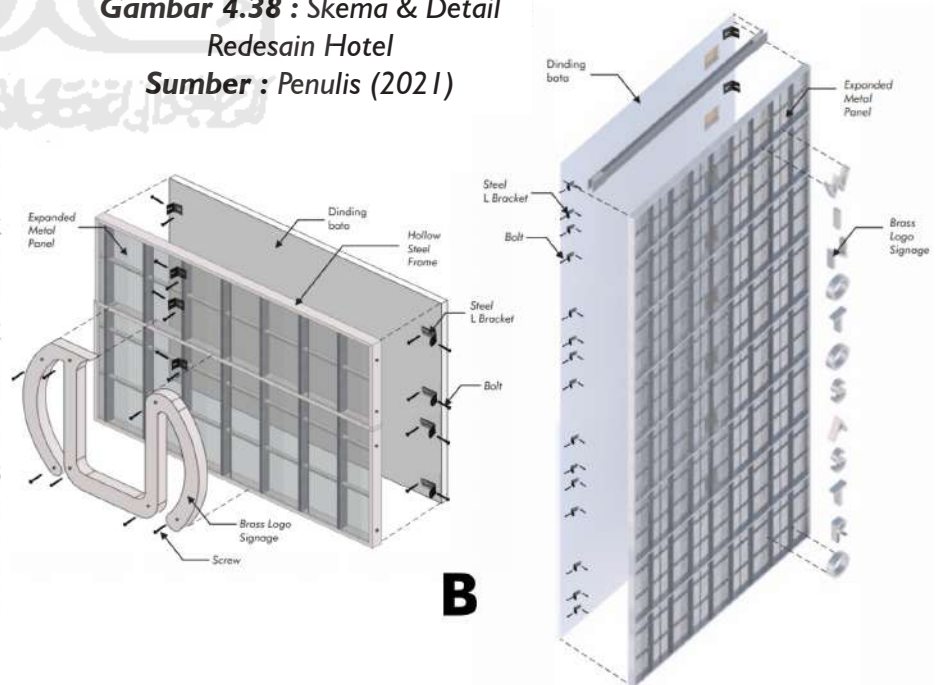 Gambar 4.38 : Skema & Detail
Redesain Hotel
Sumber : Penulis (2021)
Expanded
Metal
Panel
Dinding
bata
Hollow
Steel
Frame
Steel
L Bracket
Bolt
Brass Logo
Signage
Screw
B
Dinding
bata
Expanded
Metal
Panel
Steel
L Bracket
Bolt
Brass
Logo
Signage
W
I
R
O
T
O
S
A
S
T
R
O